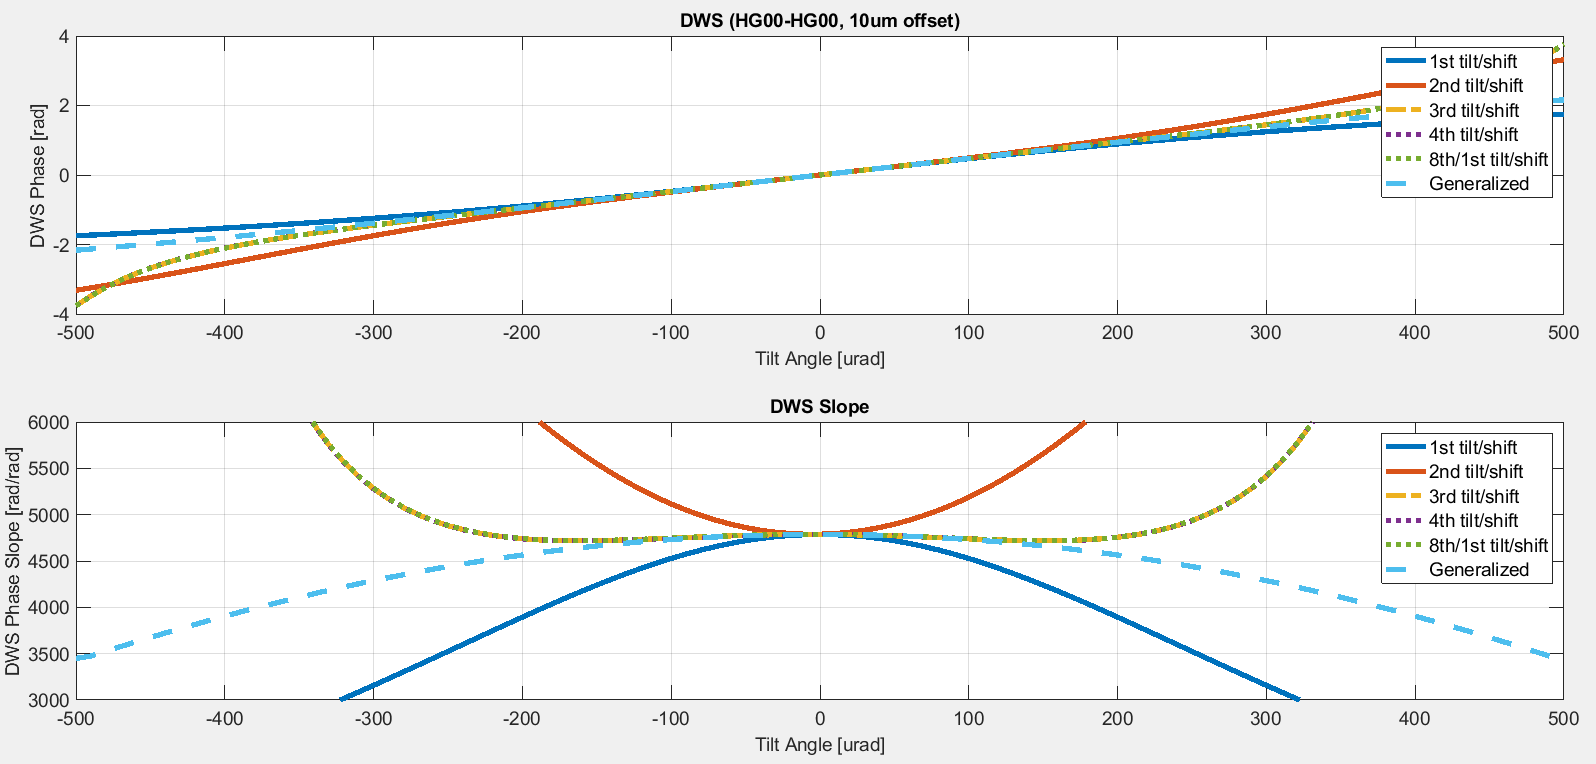 DWS (HG00-HG00, 10um offset)
DWS Phase [rad]
4
2
0
-2
-4
-500
-400
-300
-200
-100
0
100
200
300
400
500
Tilt Angle [urad]
1st tilt/shift
2nd tilt/shift
3rd tilt/shift
4th tilt/shift
8th/1st tilt/shift
Generalized
DWS Slope
DWS Phase Slope [rad/rad]
6000
5500
5000
4500
4000
3500
3000
-500
-400
-300
-200
-100
0
100
200
300
400
500
Tilt Angle [urad]
1st tilt/shift
2nd tilt/shift
3rd tilt/shift
4th tilt/shift
8th/1st tilt/shift
Generalized